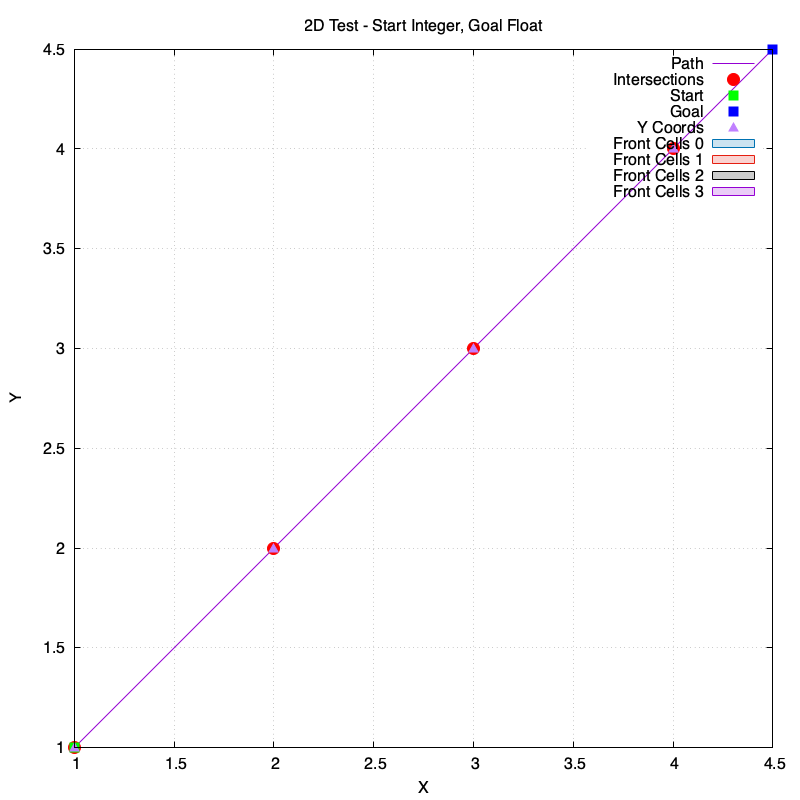 2D Test - Start Integer, Goal Float
4.5
Path
Intersections
Start
Goal
Y Coords
Front Cells 0
4
Front Cells 1
Front Cells 2
Front Cells 3
3.5
3
Y
2.5
2
1.5
1
1 1.5 2 2.5 3 3.5 4 4.5
X